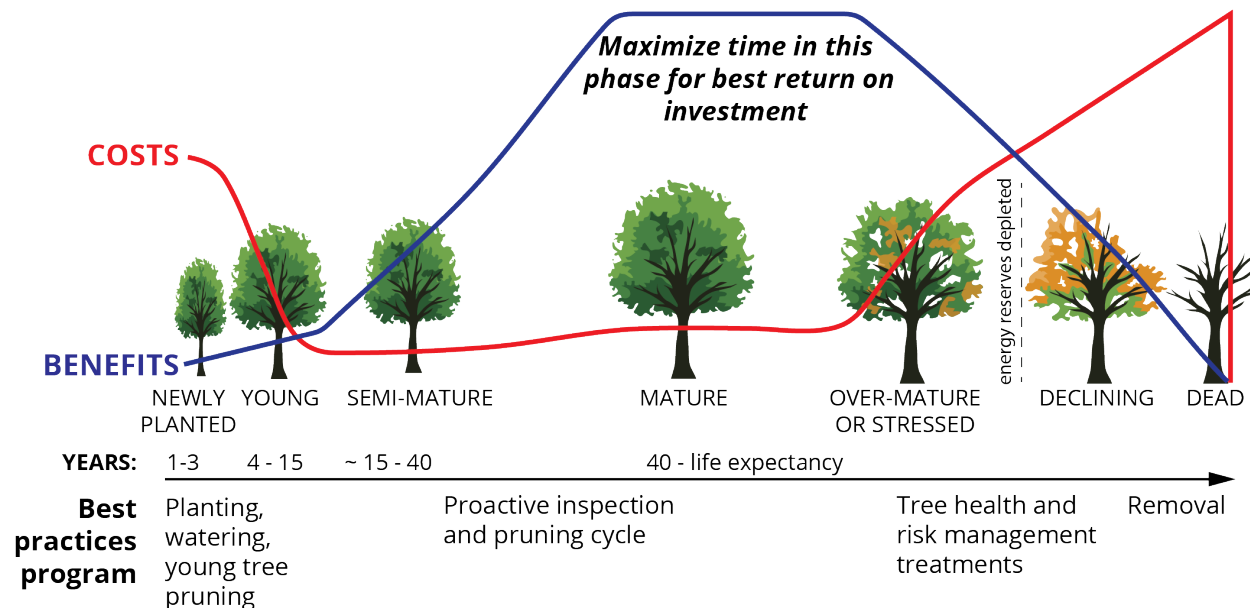 Maximize time in this
phase for best return on
investment
COSTS
BENEFITS
energy reserves depleted
NEWLY
PLANTED
YOUNG
SEMI-MATURE
MATURE
OVER-MATURE
OR STRESSED
DECLINING
DEAD
YEARS:
1-3
4 - 15
~ 15 - 40
40 - life expectancy
Best
practices
program
Planting,
watering,
young tree
pruning
Proactive inspection
and pruning cycle
Tree health and
risk management
treatments
Removal